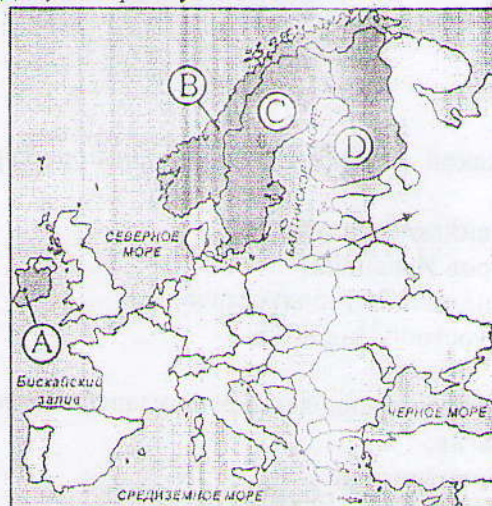 B
C
D
БАЛТИЙСКОЕ МОРЕ
СЕВЕРНОЕ
МОРЕ
A
Бискайский
залив
ЧЕРНОЕ МОРЕ
СРЕДИЗЕМНОЕ МОРЕ